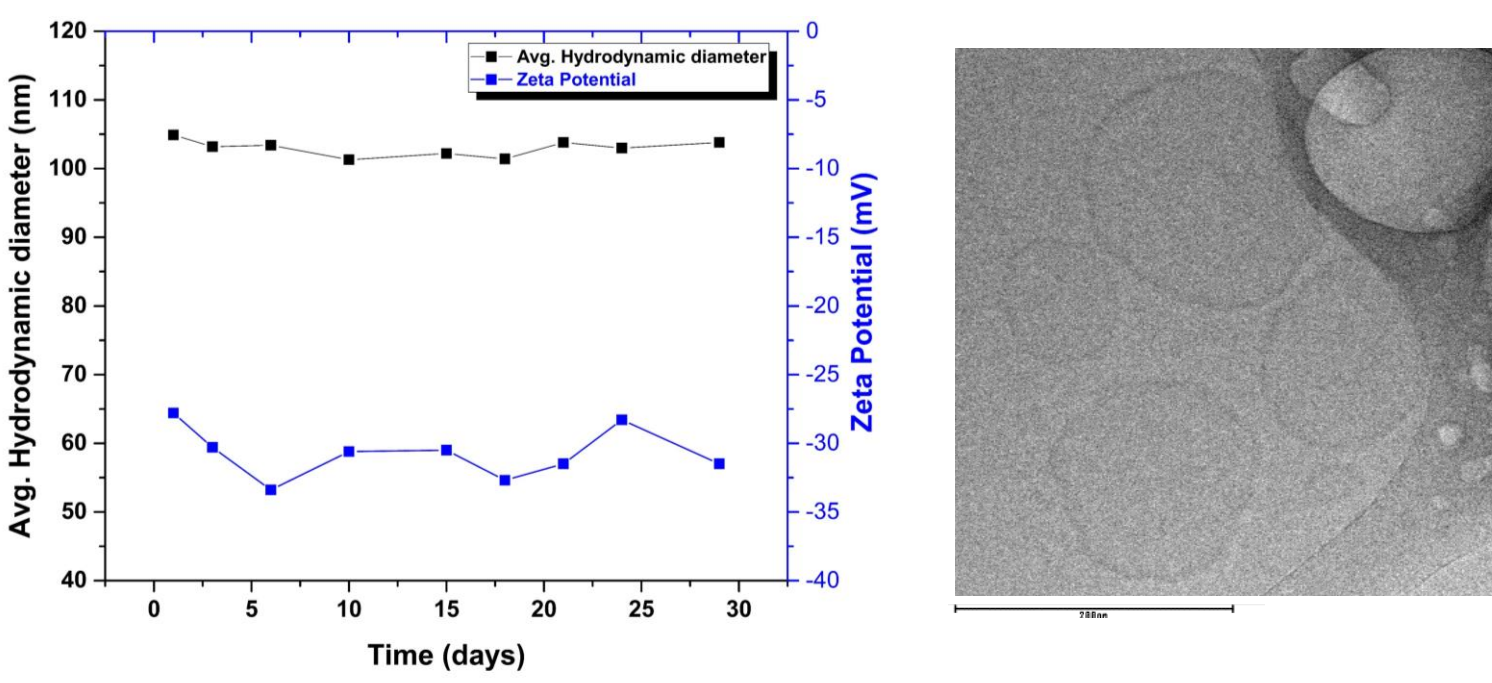 120
110
100
90
80
70
60
50
40
Avg. Hydrodynamic diameter (nm)
Avg. Hydrodynamic diameter
Zeta Potential
0
-5
-10
-15
-20
-25
-30
-35
-40
Zeta Potential (mV)
0 5 10 15 20 25 30
Time (days)
200nm